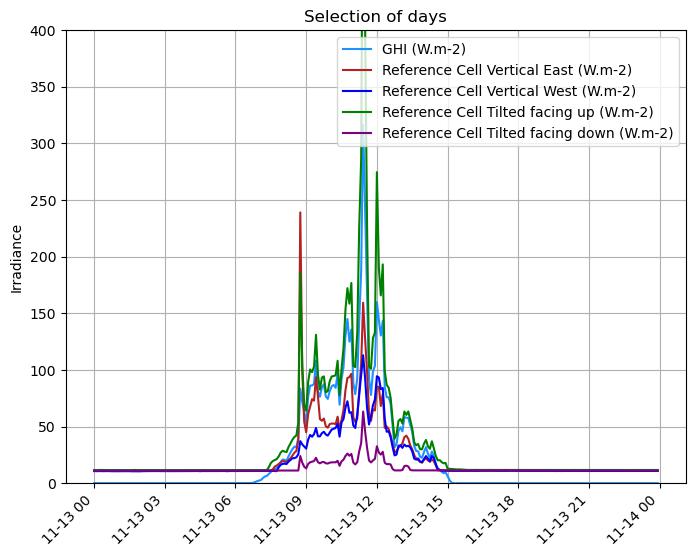 Selection of days
400
350
300
250
200
150
100
50
0
Irradiance
GHI (W.m-2)
Reference Cell Vertical East (W.m-2)
Reference Cell Vertical West (W.m-2)
Reference Cell Tilted facing up (W.m-2)
Reference Cell Tilted facing down (W.m-2)
11-13 00
11-13 03
11-13 06
11-13 09
11-13 12
11-13 15
11-13 18
11-13 21
11-14 00